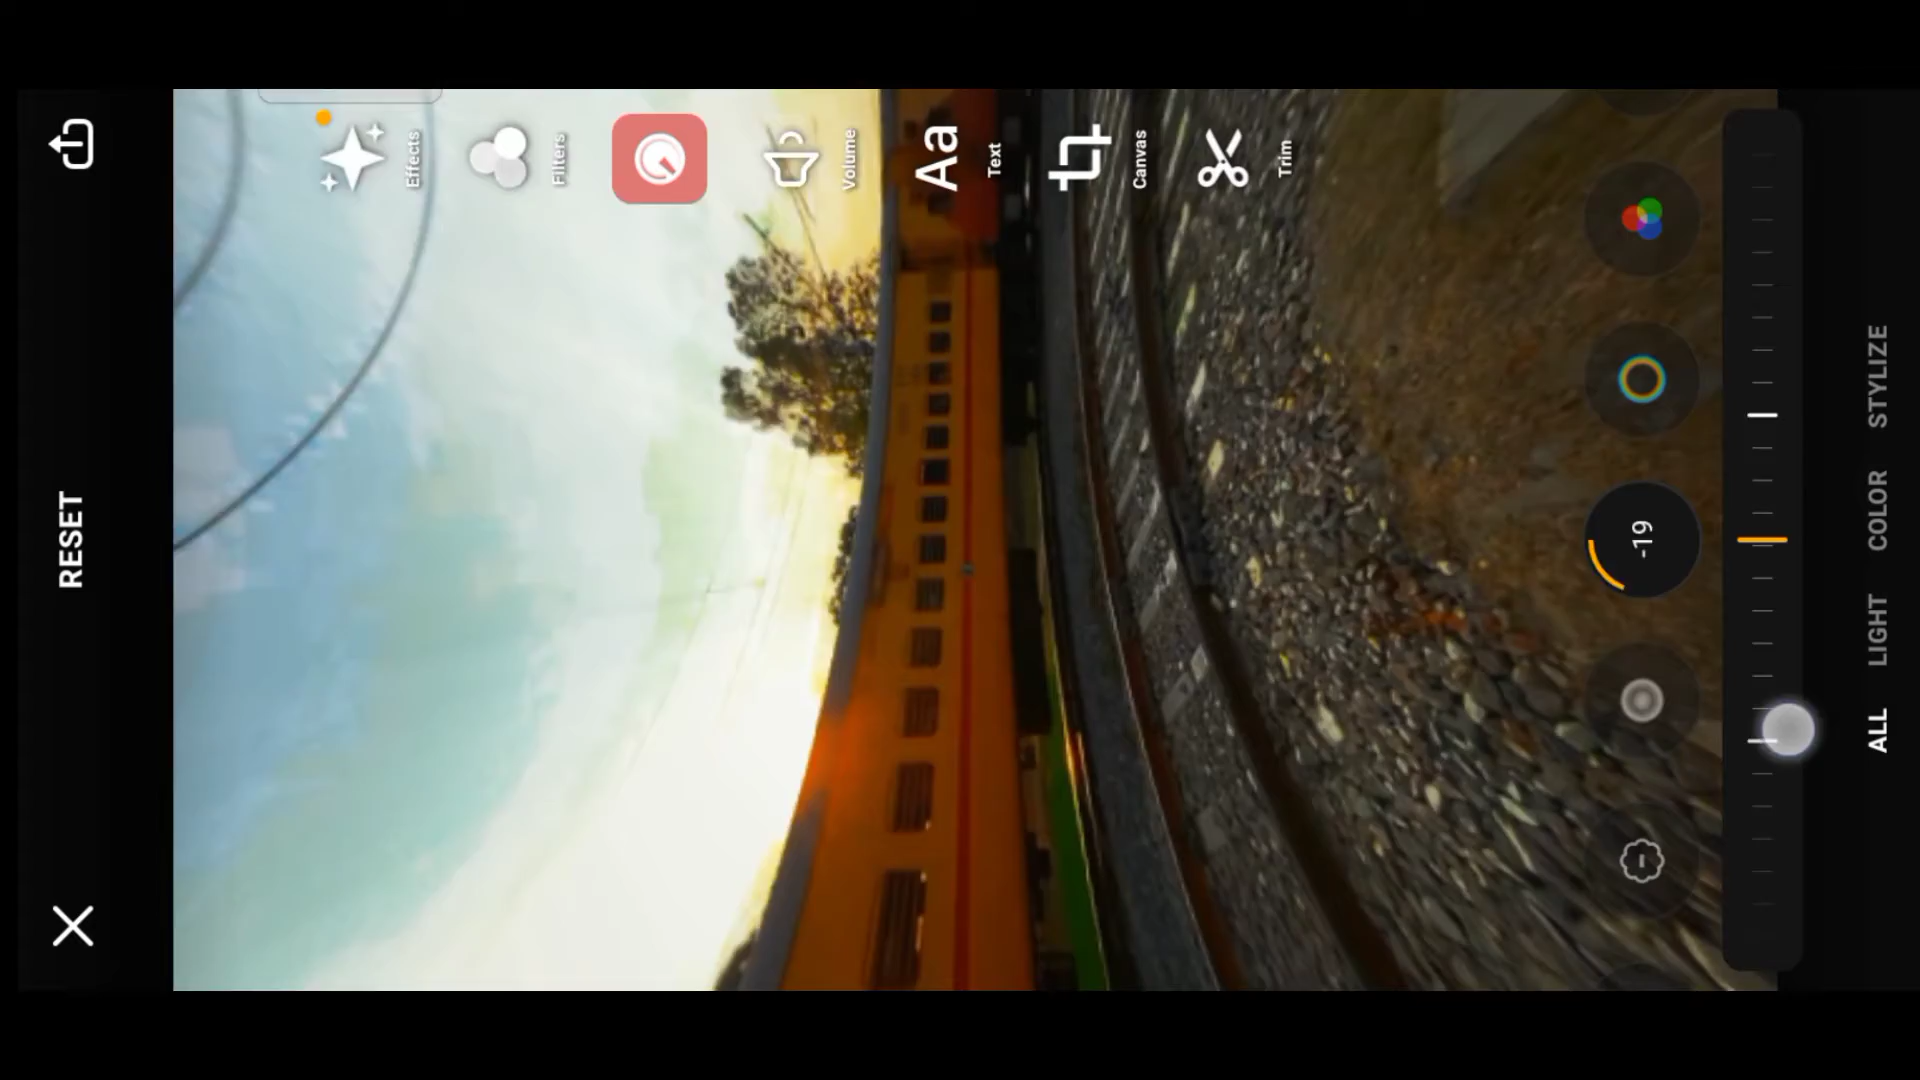 RESET
Effects
Filters
Volume
Aa
Text
Canvas
Trim
-19
ALL
LIGHT
COLOR
STYLIZE